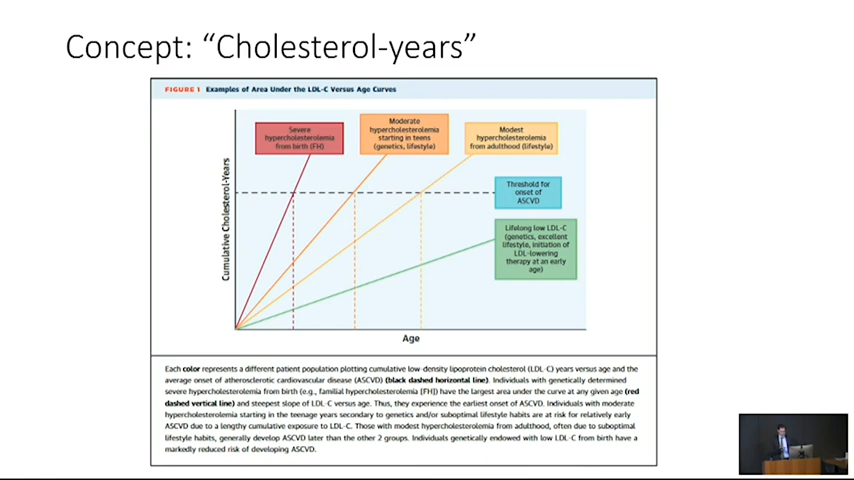 Concept: “Cholesterol-years”
FIGURE 1 Examples of Area Under the LDL-C Versus Age Curves
Severe
hypercholesterolemia
from birth (FH)
Moderate
hypercholesterolemia
starting in teens
(genetics, lifestyle)
Modest
hypercholesterolemia
from adulthood (lifestyle)
Threshold for
onset of
ASCVD
Lifelong low LDL-C
(genetics, excellent
lifestyle, initiation of
LDL-lowering
therapy at an early
age)
Cumulative Cholesterol-Years
Age
Each color represents a different patient population plotting cumulative low-density lipoprotein cholesterol (LDL-C) years versus age and the
average onset of atherosclerotic cardiovascular disease (ASCVD) (black dashed horizontal line). Individuals with genetically determined
severe hypercholesterolemia from birth (e.g., familial hypercholesterolemia [FH]) have the largest area under the curve at any given age (red
dashed vertical line) and steepest slope of LDL-C versus age. Thus, they experience the earliest onset of ASCVD. Individuals with moderate
hypercholesterolemia starting in the teenage years secondary to genetics and/or suboptimal lifestyle habits are at risk for relatively early
ASCVD due to a lengthy cumulative exposure to LDL-C. Those with modest hypercholesterolemia from adulthood, often due to suboptimal
lifestyle habits, generally develop ASCVD later than the other 2 groups. Individuals genetically endowed with low LDL-C from birth have a
markedly reduced risk of developing ASCVD.